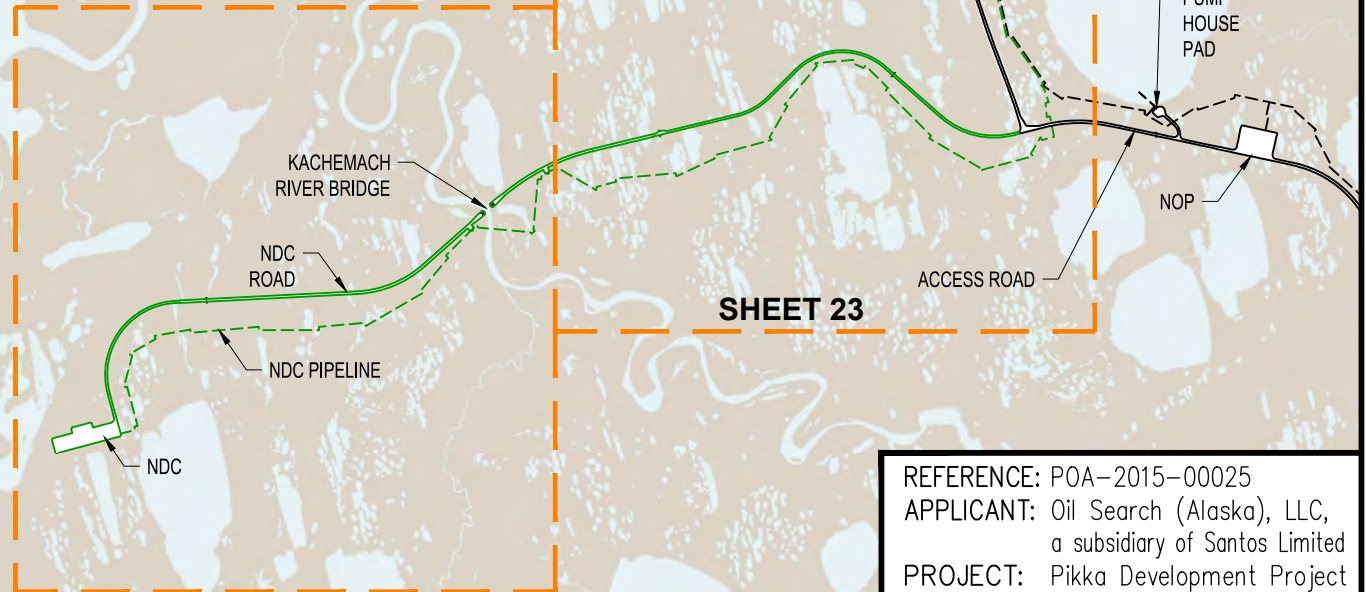 PUMP
HOUSE
PAD
KACHEMACH
RIVER BRIDGE
NOP
NDC
ROAD
ACCESS ROAD
SHEET 23
NDC PIPELINE
NDC
REFERENCE: POA-2015-00025
APPLICANT: Oil Search (Alaska), LLC,
a subsidiary of Santos Limited
PROJECT: Pikka Development Project